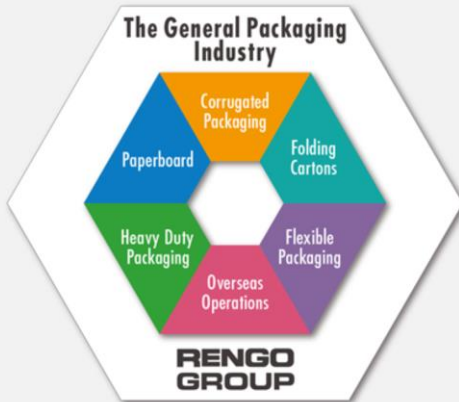 The General Packaging
Industry
Corrugated
Packaging
Folding
Cartons
Flexible
Packaging
Overseas
Operations
Heavy Duty
Packaging
Paperboard
RENGO
GROUP